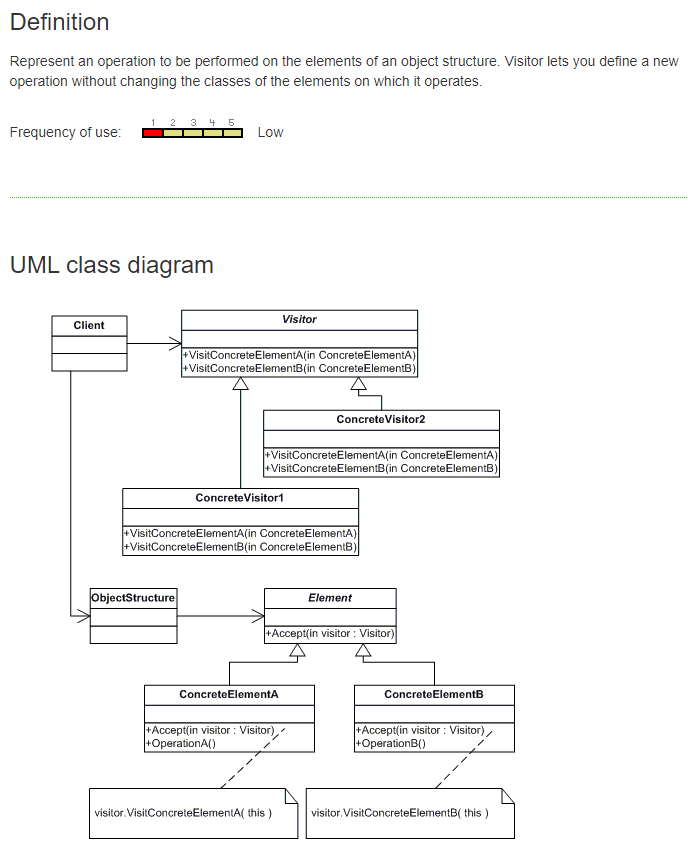 Definition
Represent an operation to be performed on the elements of an object structure. Visitor lets you define a new
operation without changing the classes of the elements on which it operates.
1 2 3 4 5
Frequency of use: Low
UML class diagram
Client
Visitor
+VisitConcreteElementA(in ConcreteElementA)
+VisitConcreteElementB(in ConcreteElementB)
ConcreteVisitor2
+VisitConcreteElementA(in ConcreteElementA)
+VisitConcreteElementB(in ConcreteElementB)
ConcreteVisitor1
+VisitConcreteElementA(in ConcreteElementA)
+VisitConcreteElementB(in ConcreteElementB)
ObjectStructure
Element
+Accept(in visitor : Visitor)
ConcreteElementA
+Accept(in visitor : Visitor)
+OperationA()
ConcreteElementB
+Accept(in visitor : Visitor)
+OperationB()
visitor.VisitConcreteElementA( this )
visitor.VisitConcreteElementB( this )